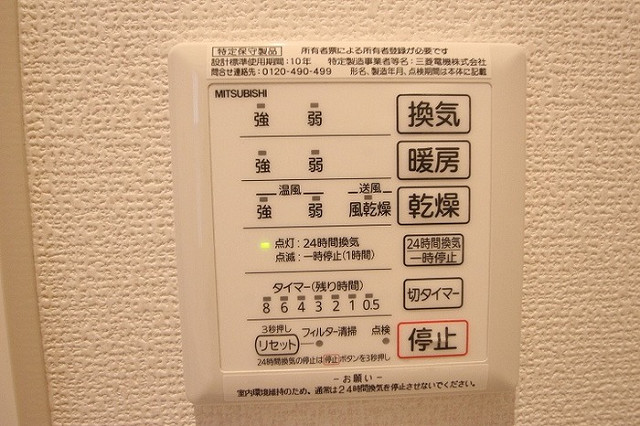 特定保守製品 所有者票による所有者登録が必要です
設計標準使用期間:10年 特定製造事業者等名:三菱電機株式会社
問合せ連絡先:0120-490-499 形名、製造年月、点検期間は本体に記載
MITSUBISHI
強 弱 換気
強 弱 暖房
温風 送風
強 弱 風乾燥 乾燥
点灯:24時間換気
点滅:一時停止(1時間)
24時間換気
一時停止
タイマー(残り時間)
8 6 4 3 2 1 0.5
切タイマー
3秒押し
リセット フィルター清掃 点検
停止
24時間換気の停止は停止ボタンを3秒押し
－お願い－
室内環境維持のため、通常は24時間換気を停止させないでください。